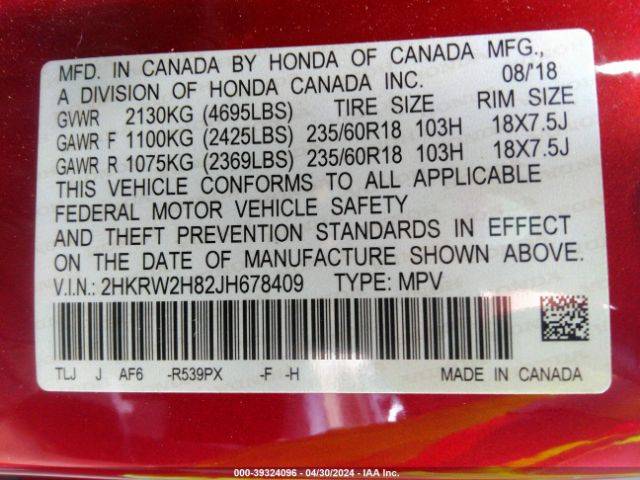 MFD. IN CANADA BY HONDA OF CANADA MFG.,
A DIVISION OF HONDA CANADA INC. 08/'18
GVWR 2130KG (4695LBS) TIRE SIZE RIM SIZE
GAWR F 1100KG (2425LBS) 235/60R18 103H 18X7.5J
GAWR R 1075KG (2369LBS) 235/60R18 103H 18X7.5J
THIS VEHICLE CONFORMS TO ALL APPLICABLE
FEDERAL MOTOR VEHICLE SAFETY
AND THEFT PREVENTION STANDARDS IN EFFECT
ON THE DATE OF MANUFACTURE SHOWN ABOVE.
V.I.N.: 2HKRW2H82JH678409 TYPE: MPV
TLJ J AF6 -R539PX -F -H MADE IN CANADA
000-39324096 - 04/30/2024 - IAA Inc.